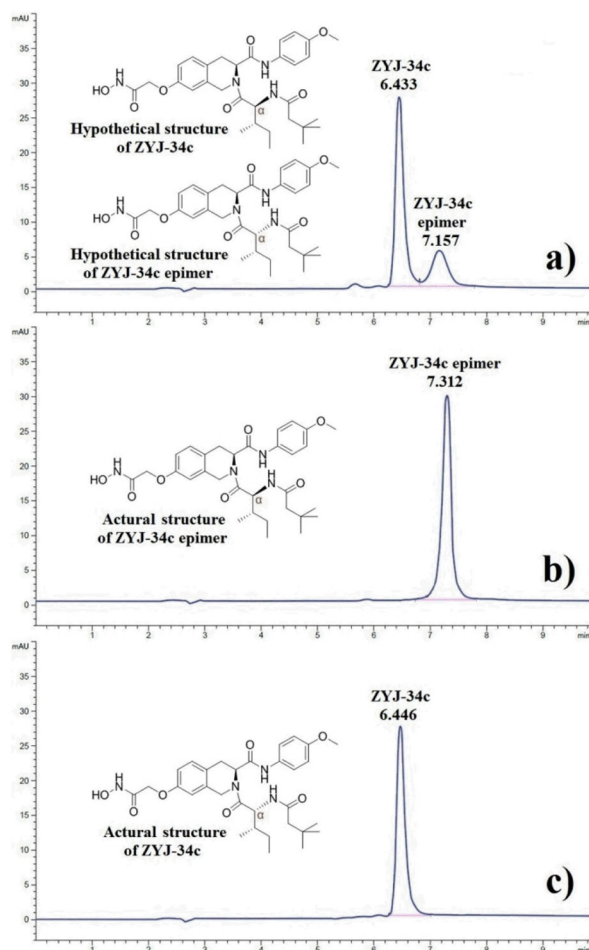 mAU
35
30
25
20
15
10
5
0
O
O
N
H
H
N
HO
O
O
N
H
N
O
O
α
Hypothetical structure
of ZYJ-34c
O
O
N
H
H
N
HO
O
O
N
H
N
O
O
α
Hypothetical structure
of ZYJ-34c epimer
ZYJ-34c
6.433
ZYJ-34c
epimer
7.157
a)
1 2 3 4 5 6 7 8 9 min
mAU
35
30
25
20
15
10
5
0
ZYJ-34c epimer
7.312
O
O
N
H
H
N
HO
O
O
N
H
N
O
O
α
Actural structure
of ZYJ-34c epimer
b)
1 2 3 4 5 6 7 8 9 min
mAU
35
30
25
20
15
10
5
0
ZYJ-34c
6.446
O
O
N
H
H
N
HO
O
O
N
H
N
O
O
α
Actural structure
of ZYJ-34c
c)
1 2 3 4 5 6 7 8 9 min